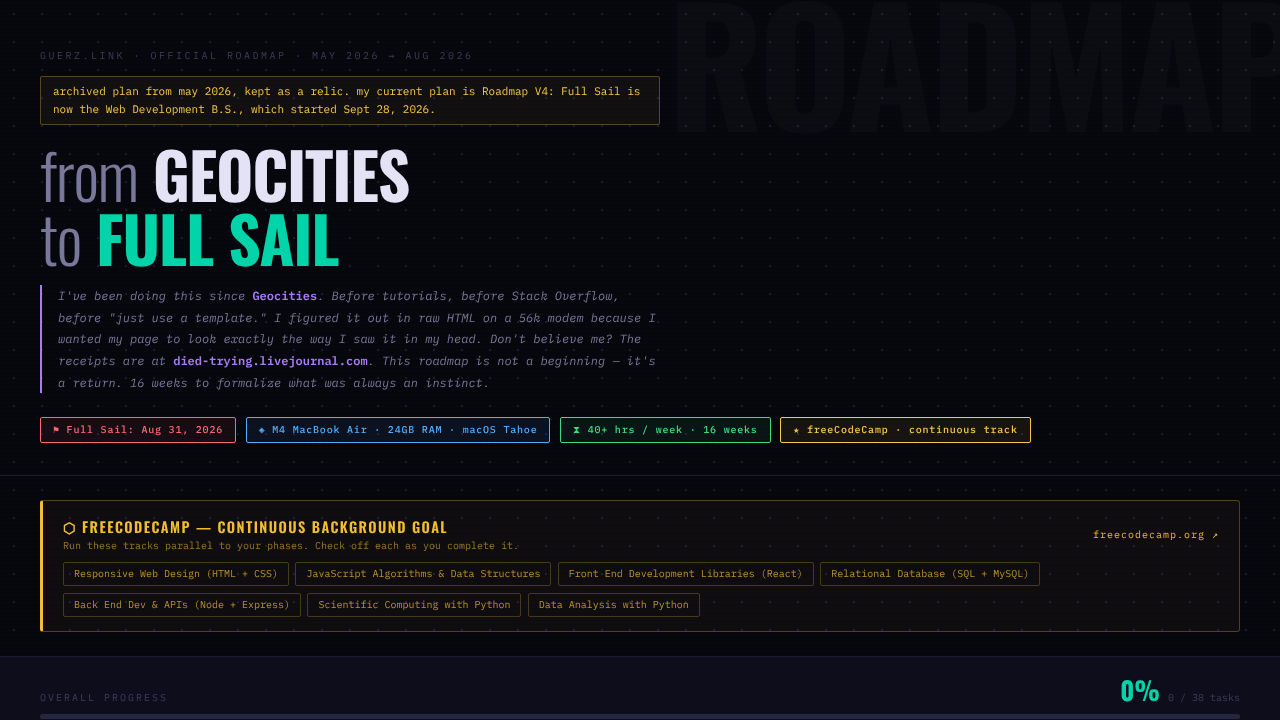 ROADMAP
GUERZ.LINK · OFFICIAL ROADMAP · MAY 2026 → AUG 2026
archived plan from may 2026, kept as a relic. my current plan is Roadmap V4: Full Sail is
now the Web Development B.S., which started Sept 28, 2026.
from GEOCITIES
to FULL SAIL
I've been doing this since Geocities. Before tutorials, before Stack Overflow,
before "just use a template." I figured it out in raw HTML on a 56k modem because I
wanted my page to look exactly the way I saw it in my head. Don't believe me? The
receipts are at died-trying.livejournal.com. This roadmap is not a beginning — it's
a return. 16 weeks to formalize what was always an instinct.
⚑ Full Sail: Aug 31, 2026 ◈ M4 MacBook Air · 24GB RAM · macOS Tahoe ⧗ 40+ hrs / week · 16 weeks ★ freeCodeCamp · continuous track
⬡ FREECODECAMP — CONTINUOUS BACKGROUND GOAL
Run these tracks parallel to your phases. Check off each as you complete it.
freecodecamp.org ↗
Responsive Web Design (HTML + CSS) JavaScript Algorithms & Data Structures Front End Development Libraries (React) Relational Database (SQL + MySQL)
Back End Dev & APIs (Node + Express) Scientific Computing with Python Data Analysis with Python
OVERALL PROGRESS 0% 0 / 38 tasks